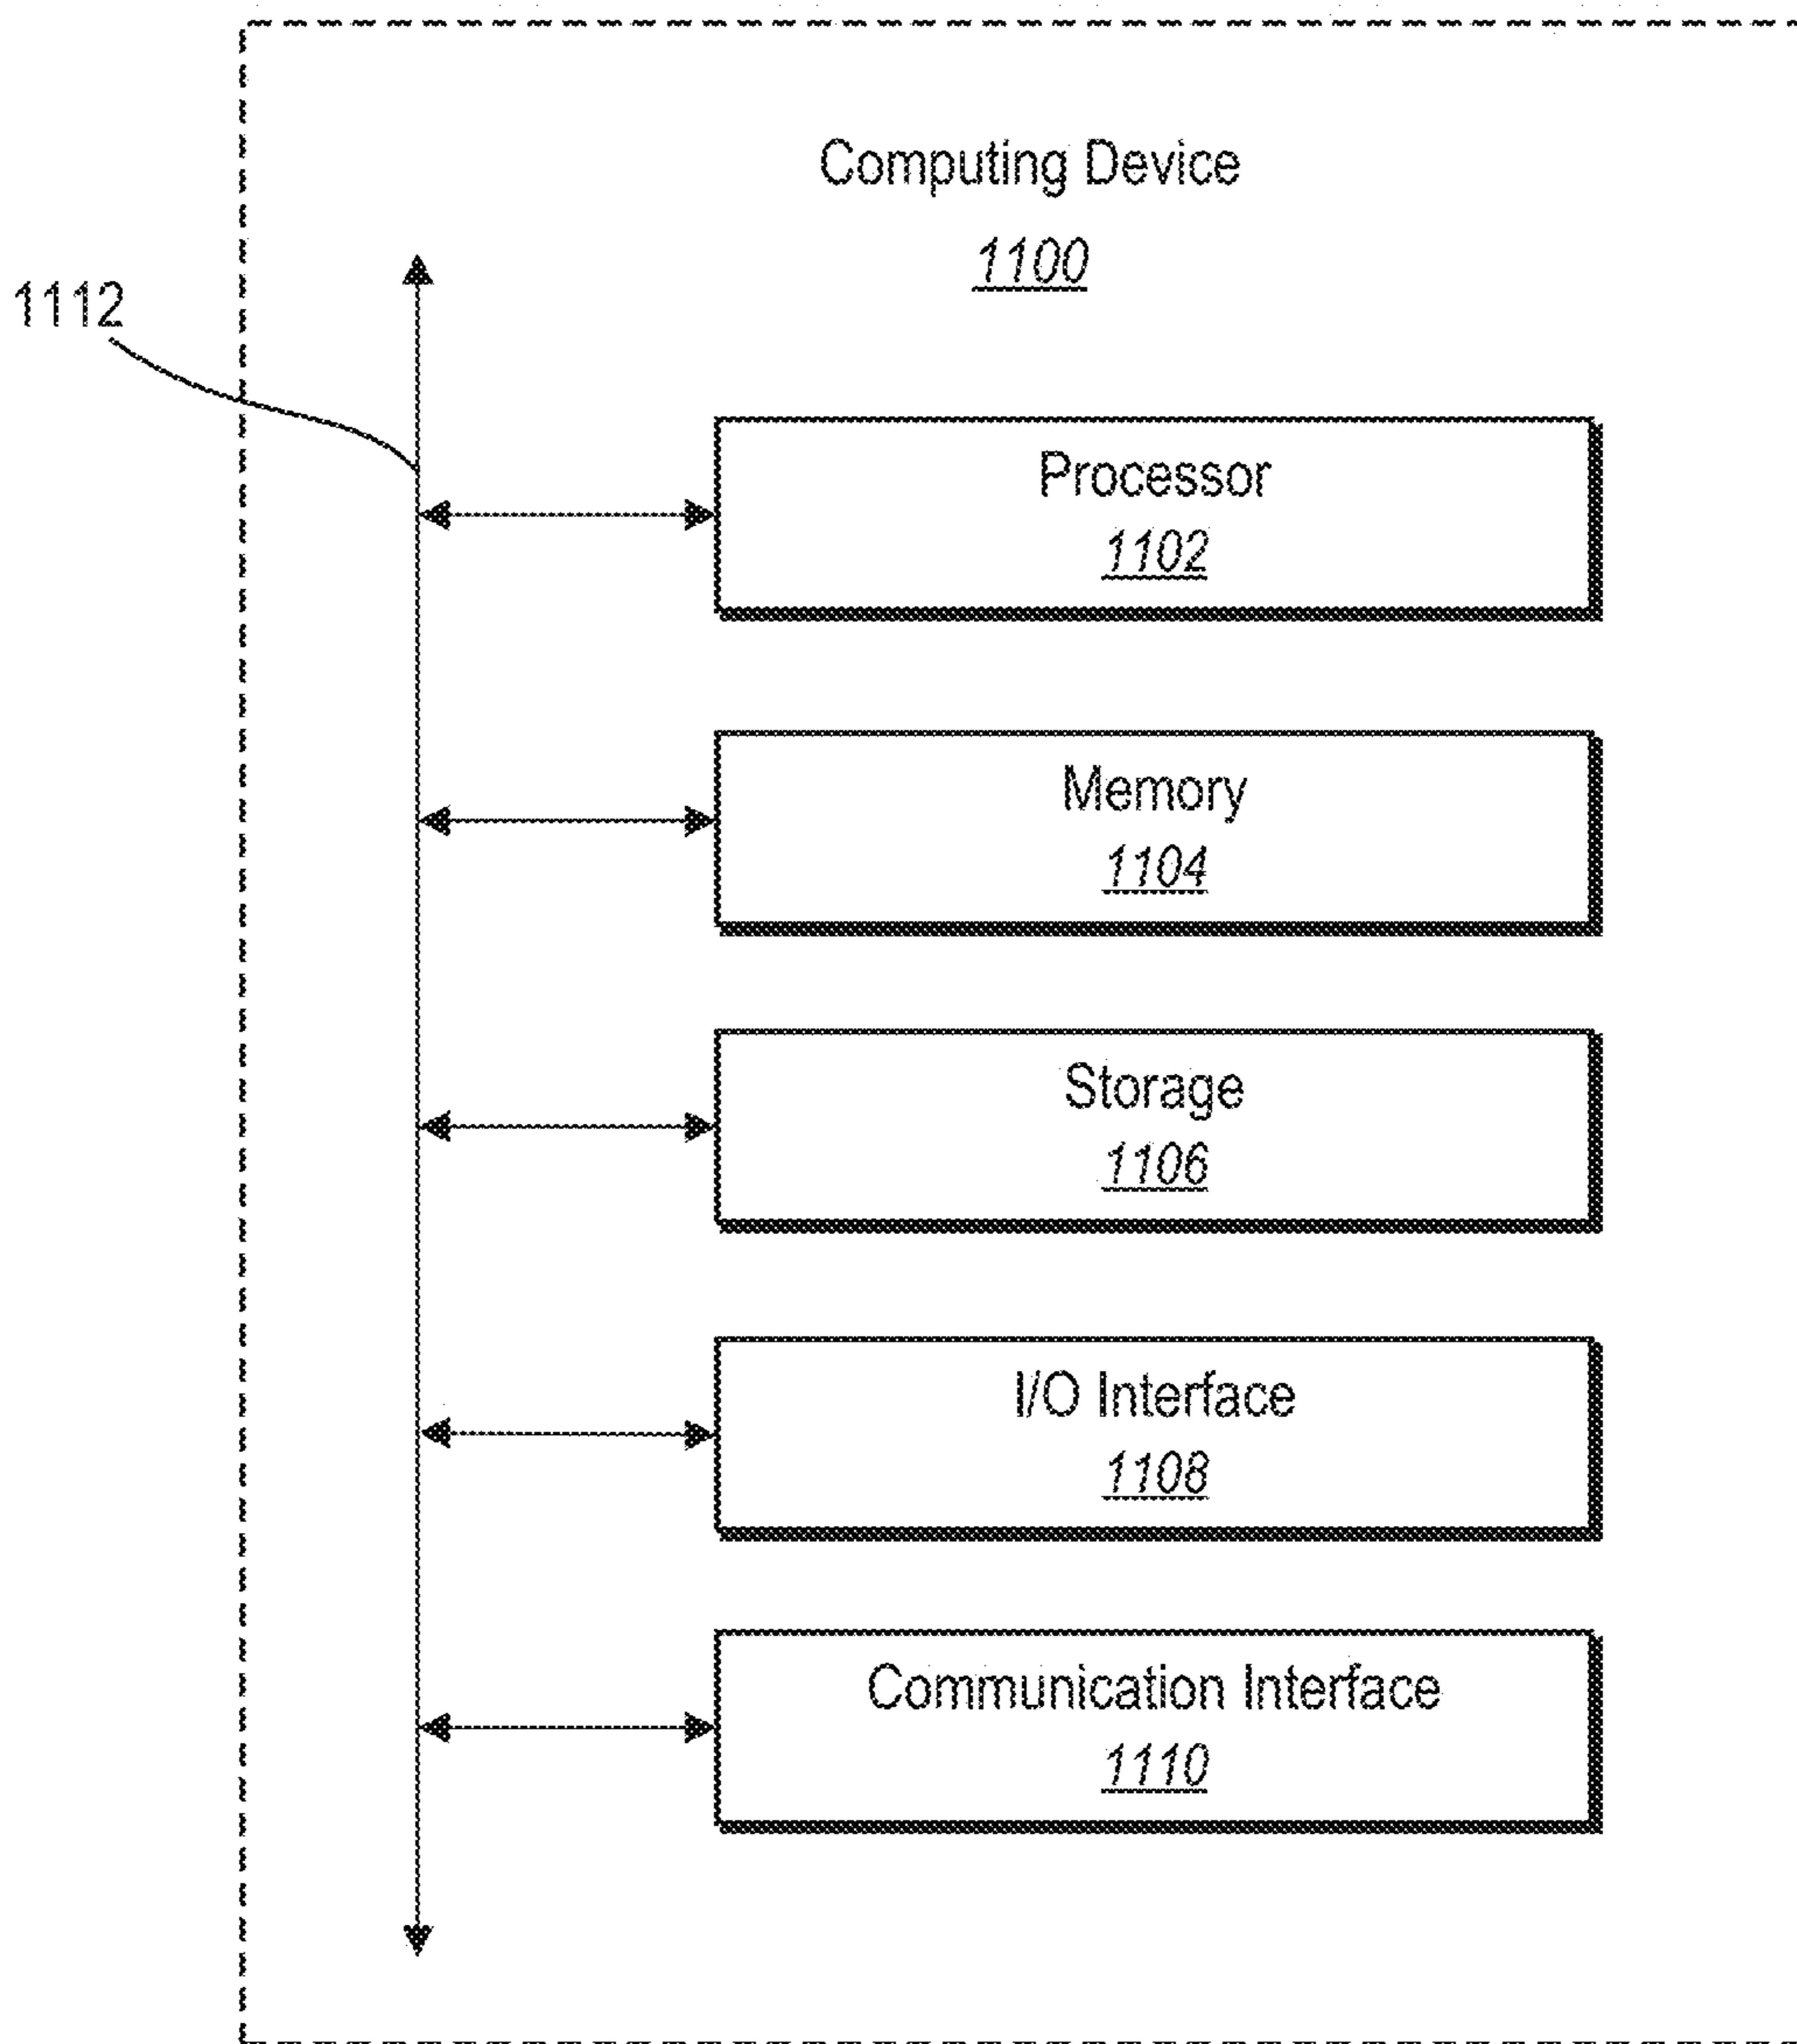 Computing Device
1100
1112
Processor
1102
Memory
1104
Storage
1106
I/O Interface
1108
Communication Interface
1110